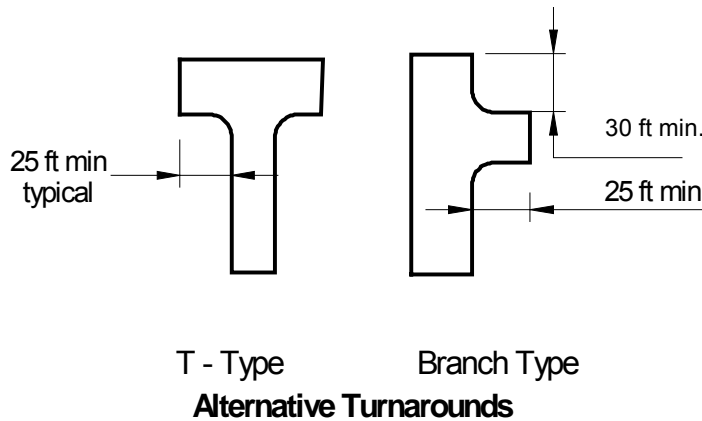 25 ft min
typical
30 ft min.
25 ft min
T - Type
Branch Type
Alternative Turnarounds